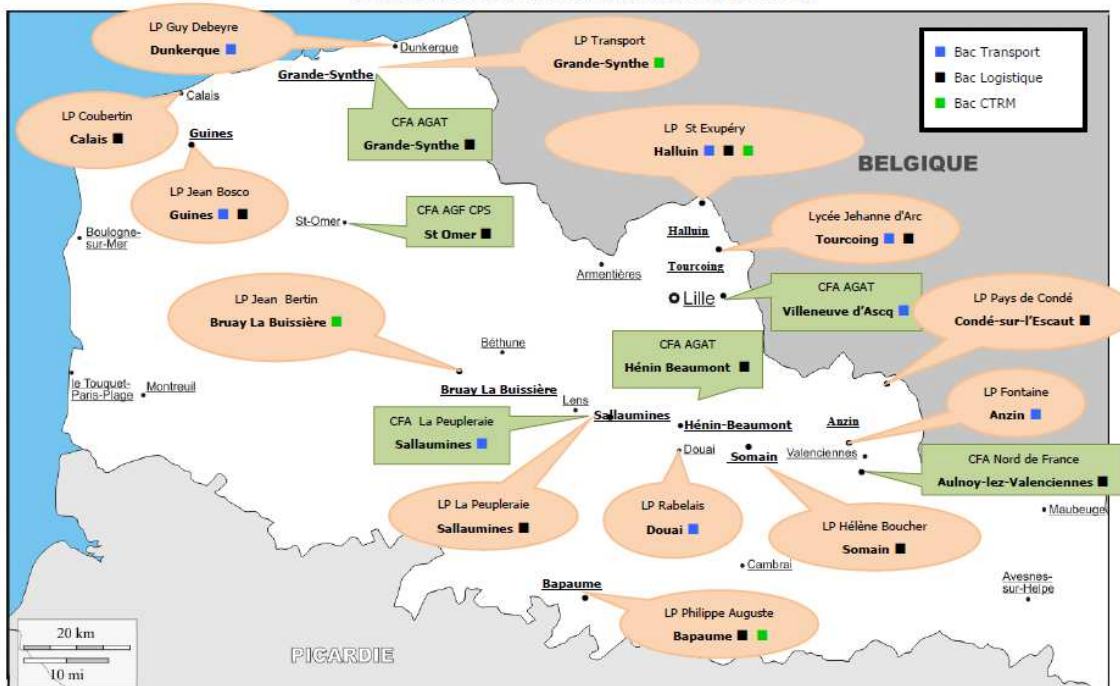 LP Guy Debeyre
Dunkerque
Dunkerque
LP Transport
Grande-Synthe
Grande-Synthe
Bac Transport
Bac Logistique
Bac CTRM
Calais
LP Coubertin
Calais
Guines
CFA AGAT
Grande-Synthe
LP St Exupéry
Halluin
BELGIQUE
LP Jean Bosco
Guines
St-Omer
CFA AGF CPS
St Omer
Boulogne-
sur-Mer
Halluin
Lycée Jehanne d'Arc
Tourcoing
Armentières
Tourcoing
Lille
CFA AGAT
Villeneuve d'Ascq
LP Pays de Condé
Condé-sur-l'Escaut
LP Jean Bertin
Bruay La Buissière
Béthune
CFA AGAT
Hénin Beaumont
le Touquet-
Paris-Plage
Montreuil
Bruay La Buissière
Lens
Sallaumines
Hénin-Beaumont
Anzin
LP Fontaine
Anzin
CFA La Peupleraie
Sallaumines
Douai
Somain
Valenciennes
CFA Nord de France
Aulnoy-lez-Valenciennes
LP La Peupleraie
Sallaumines
LP Rabelais
Douai
LP Hélène Boucher
Somain
Maubeuge
Cambrai
Bapaume
Avesnes-
sur-Helpe
LP Philippe Auguste
Bapaume
20 km
10 mi
PICARDIE